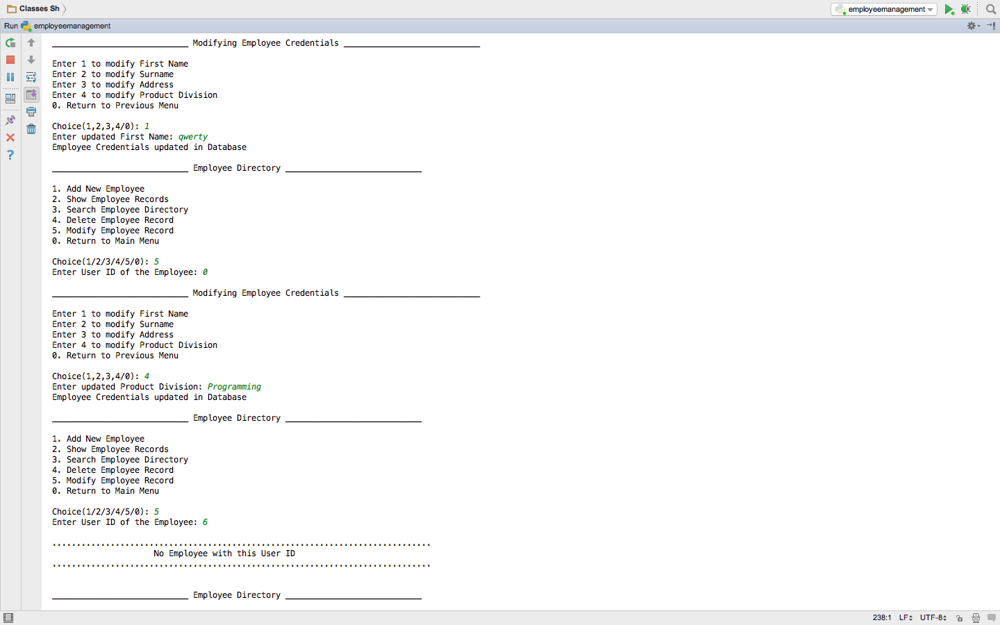 Classes Sh
employeemanagement
Run employeemanagement
____________________________ Modifying Employee Credentials ____________________________
Enter 1 to modify First Name
Enter 2 to modify Surname
Enter 3 to modify Address
Enter 4 to modify Product Division
0. Return to Previous Menu
Choice(1,2,3,4/0): 1
Enter updated First Name: qwerty
Employee Credentials updated in Database
____________________________ Employee Directory ____________________________
1. Add New Employee
2. Show Employee Records
3. Search Employee Directory
4. Delete Employee Record
5. Modify Employee Record
0. Return to Main Menu
Choice(1/2/3/4/5/0): 5
Enter User ID of the Employee: 0
____________________________ Modifying Employee Credentials ____________________________
Enter 1 to modify First Name
Enter 2 to modify Surname
Enter 3 to modify Address
Enter 4 to modify Product Division
0. Return to Previous Menu
Choice(1,2,3,4/0): 4
Enter updated Product Division: Programming
Employee Credentials updated in Database
____________________________ Employee Directory ____________________________
1. Add New Employee
2. Show Employee Records
3. Search Employee Directory
4. Delete Employee Record
5. Modify Employee Record
0. Return to Main Menu
Choice(1/2/3/4/5/0): 5
Enter User ID of the Employee: 6
..............................................................................
No Employee with this User ID
..............................................................................
____________________________ Employee Directory ____________________________
238:1 LF UTF-8